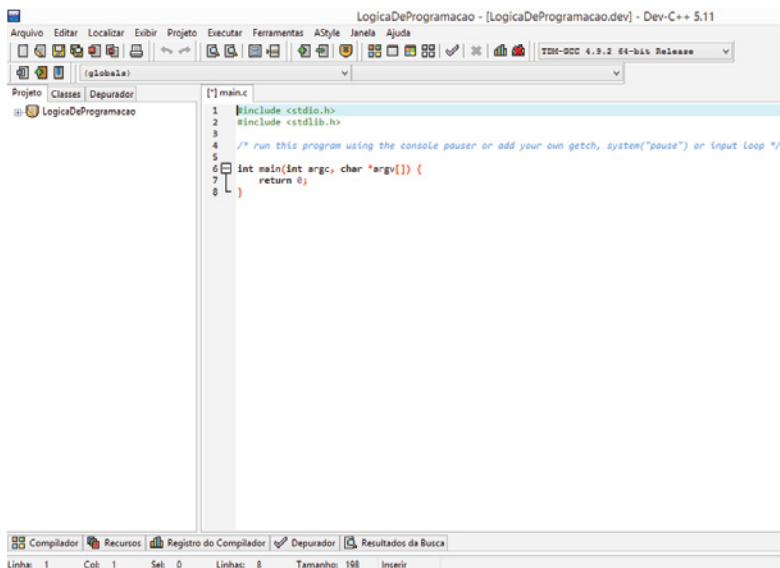 LogicaDeProgramacao - [LogicaDeProgramacao.dev] - Dev-C++ 5.11
Arquivo Editar Localizar Exibir Projeto Executar Ferramentas AStyle Janela Ajuda
TDM-GCC 4.9.2 64-bit Release
(globals)
Projeto Classes Depurador [*] main.c
LogicaDeProgramacao
1 #include <stdio.h>
2 #include <stdlib.h>
3
4 /* run this program using the console pauser or add your own getch, system("pause") or input loop */
5
6 int main(int argc, char *argv[]) {
7 return 0;
8 }
Compilador Recursos Registro do Compilador Depurador Resultados da Busca
Linha: 1 Col: 1 Sel: 0 Linhas: 8 Tamanho: 198 Inserir